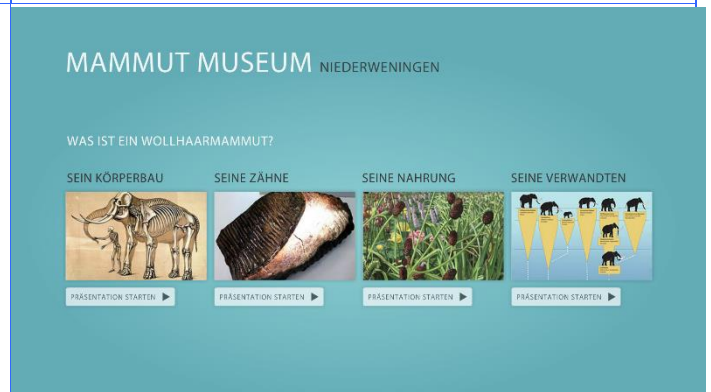 MAMMUT MUSEUM NIEDERWENINGEN
WAS IST EIN WOLLHAARMAMMUT?
SEIN KÖRPERBAU
SEINE ZÄHNE
SEINE NAHRUNG
SEINE VERWANDTEN
PRÄSENTATION STARTEN
PRÄSENTATION STARTEN
PRÄSENTATION STARTEN
PRÄSENTATION STARTEN